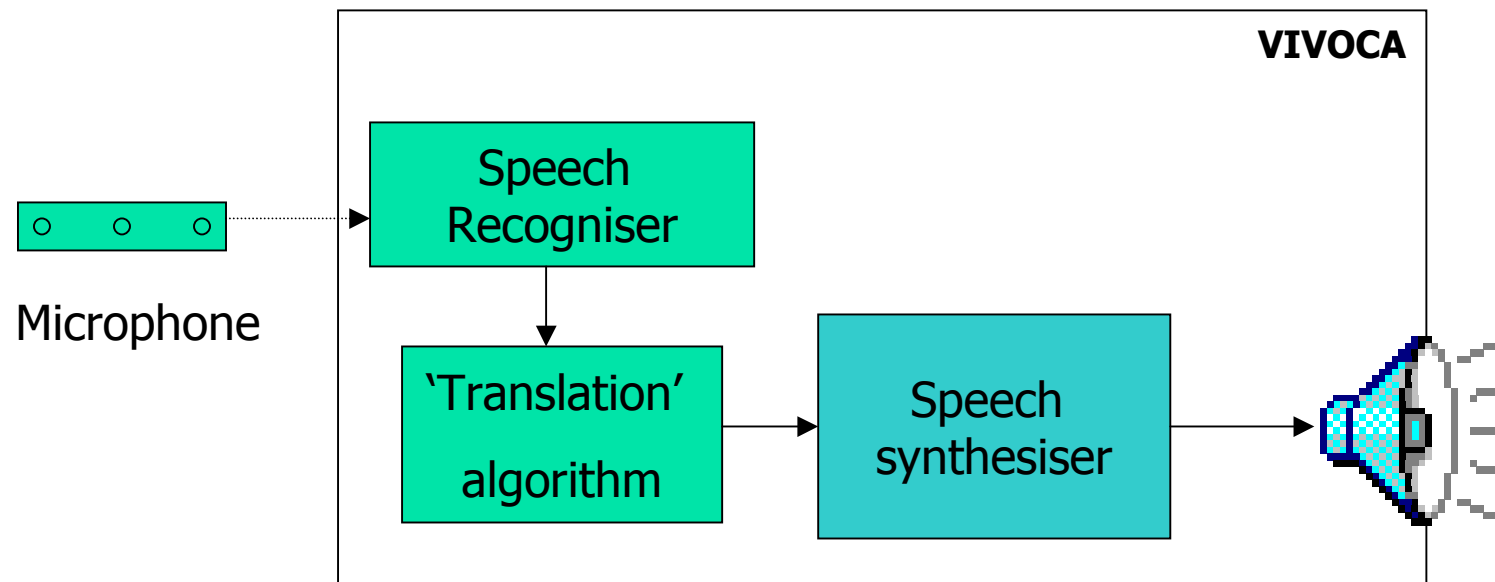 VIVOCA
Speech
Recogniser
Microphone
‘Translation’
algorithm
Speech
synthesiser